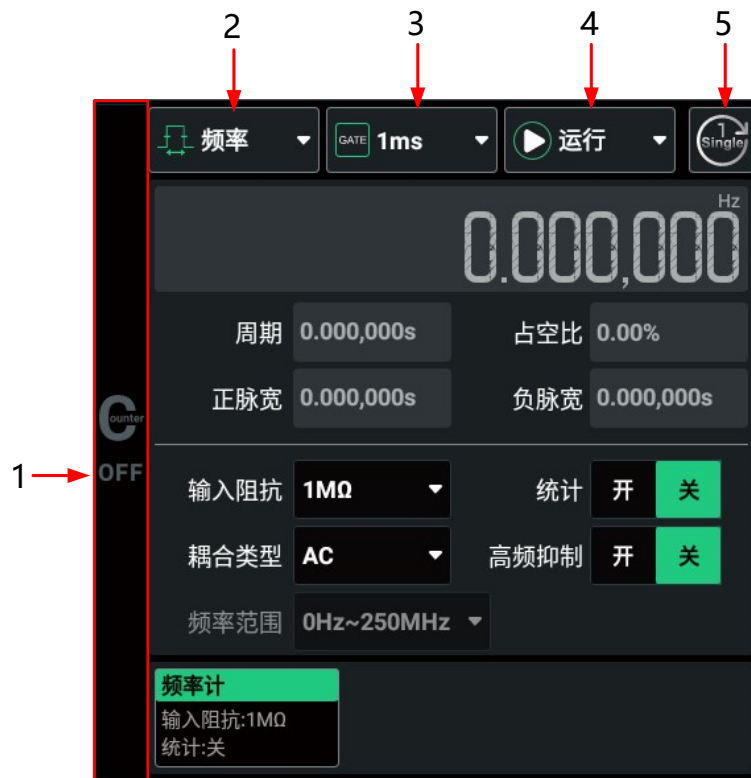 2 3 4 5
频率 GATE 1ms 运行 1 Single
Hz
0.000,000
周期 0.000,000s 占空比 0.00%
正脉宽 0.000,000s 负脉宽 0.000,000s
Counter
1 OFF
输入阻抗 1MΩ 统计 开 关
耦合类型 AC 高频抑制 开 关
频率范围 0Hz~250MHz
频率计
输入阻抗:1MΩ
统计:关